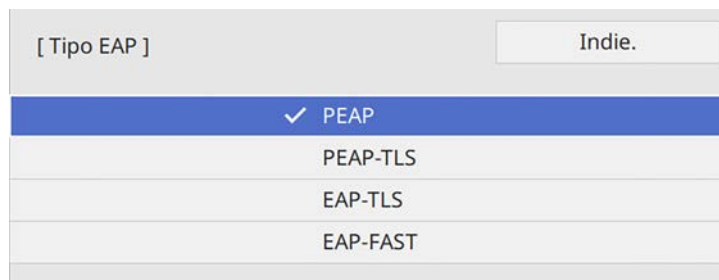 [ Tipo EAP ]
Indie.
PEAP
PEAP-TLS
EAP-TLS
EAP-FAST